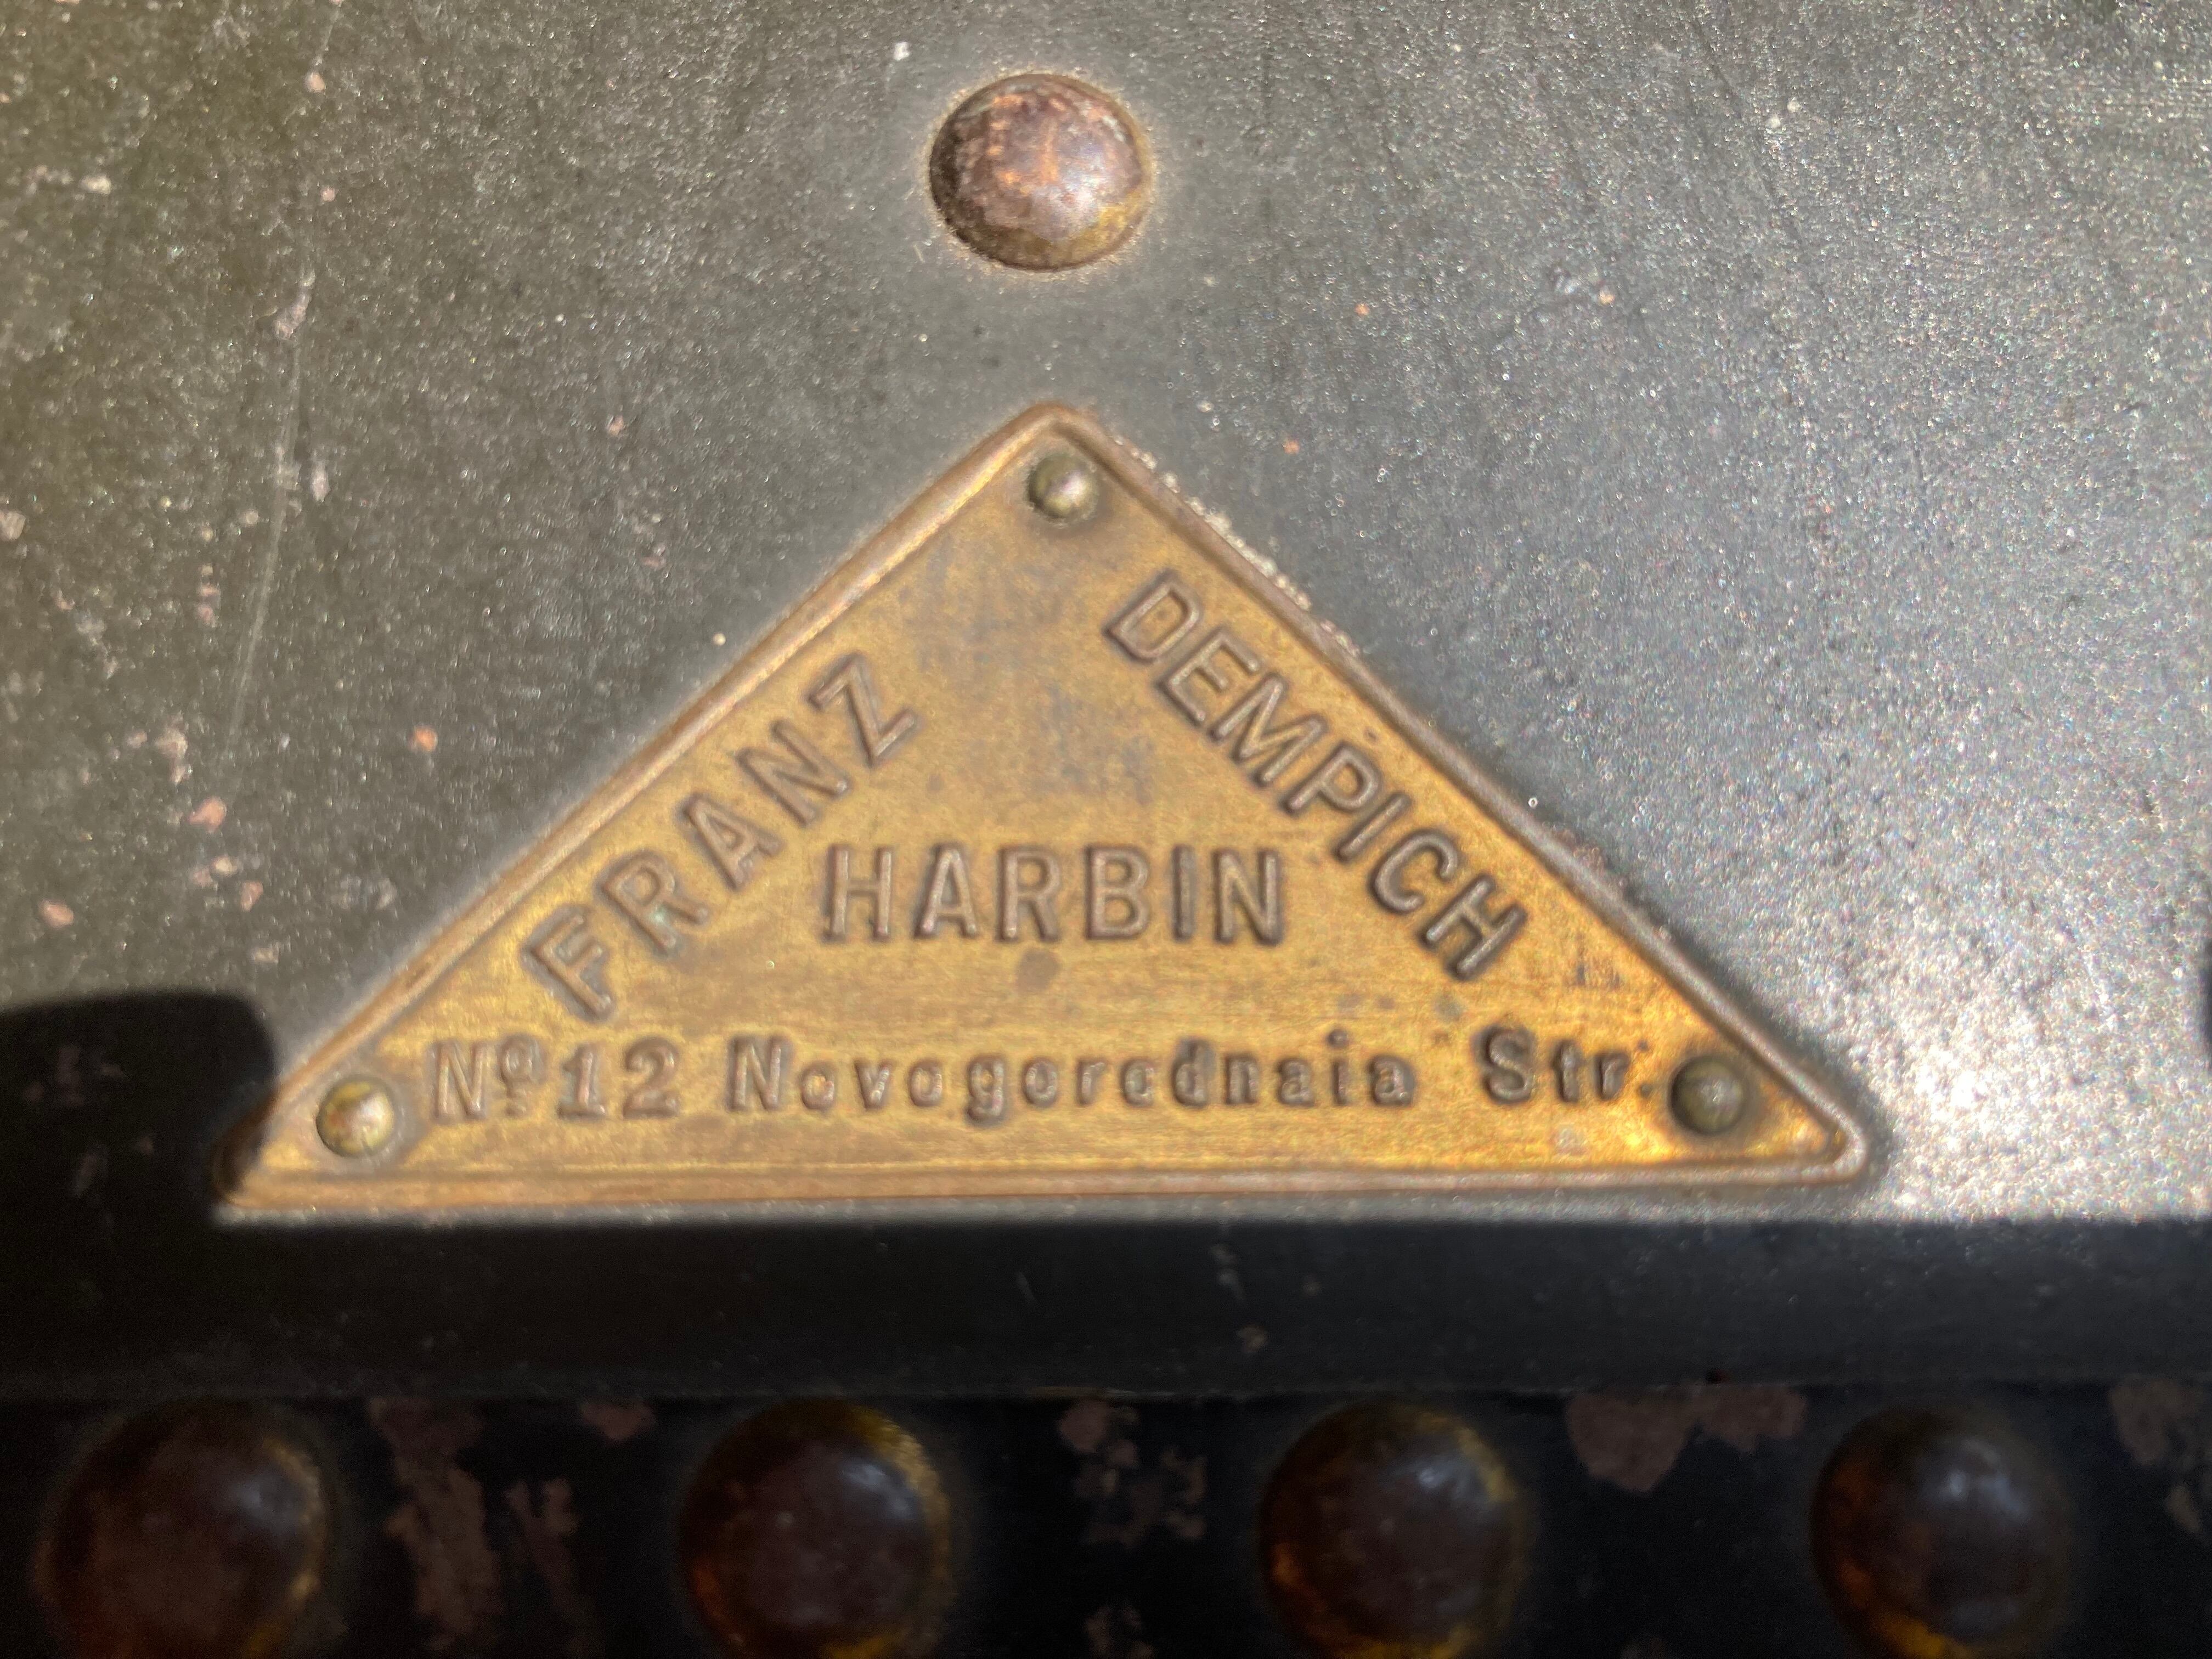 FRANZ DEMPICH
HARBIN
Nº12 Novogorodnaia Str.